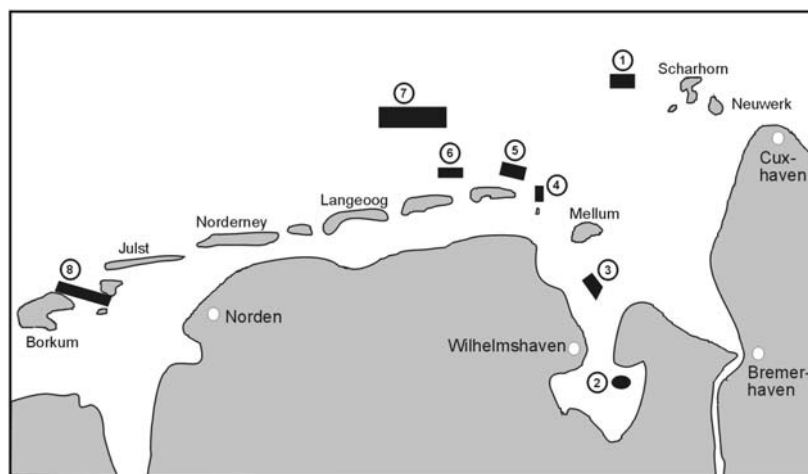 1
Scharhorn
7
Neuwerk
Cux-
haven
6
5
4
Langeoog
Mellum
Norderney
Julst
8
3
Norden
Borkum
Wilhelmshaven
2
Bremer-
haven